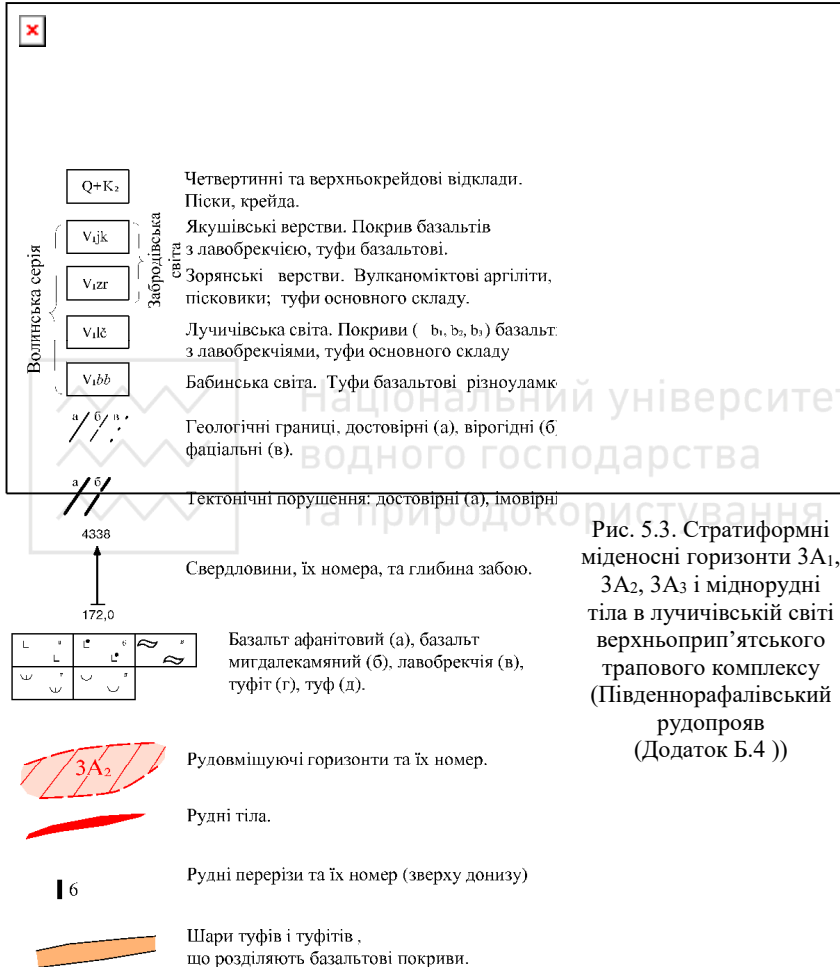 Q+K₂
Четвертинні та верхньокрейдові відклади.
Піски, крейда.
Волинська серія
Забродівська
світа
V₁jk
Якушівські верстви. Покрив базальтів
з лавобрекчією, туфи базальтові.
V₁zr
Зорянські верстви. Вулканоміктові аргіліти,
пісковики; туфи основного складу.
V₁lč
Лучичівська світа. Покриви ( b₁, b₂, b₃) базальт
з лавобрекчіями, туфи основного складу
V₁bb
Бабинська світа. Туфи базальтові різноуламк
а б в
Геологічні границі, достовірні (а), вірогідні (б)
фаціальні (в).
а б
Тектонічні порушення: достовірні (а), імовірн
Національний університе
водного господарства
та природокористування
4338
Свердловини, їх номера, та глибина забою.
172,0
Базальт афанітовий (а), базальт
мигдалекамяний (б), лавобрекчія (в),
туфіт (г), туф (д).
3А₂
Рудовміщуючі горизонти та їх номер.
Рудні тіла.
6
Рудні перерізи та їх номер (зверху донизу)
Шари туфів і туфітів ,
що розділяють базальтові покриви.
Рис. 5.3. Стратиформні
міденосні горизонти 3А₁,
3А₂, 3А₃ і міднорудні
тіла в лучичівській світі
верхньоприп’ятського
трапового комплексу
(Південнорафалівський
рудопрояв
(Додаток Б.4 ))